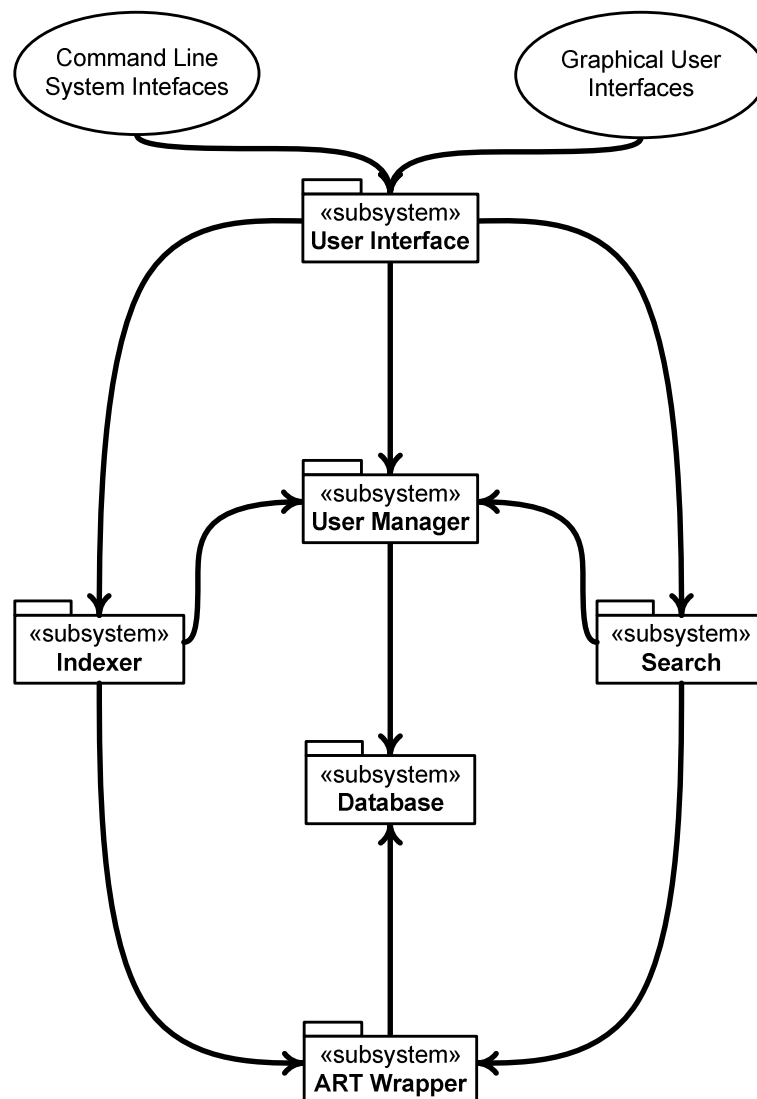 Command Line
System Intefaces
Graphical User
Interfaces
«subsystem»
User Interface
«subsystem»
User Manager
«subsystem»
Indexer
«subsystem»
Search
«subsystem»
Database
«subsystem»
ART Wrapper